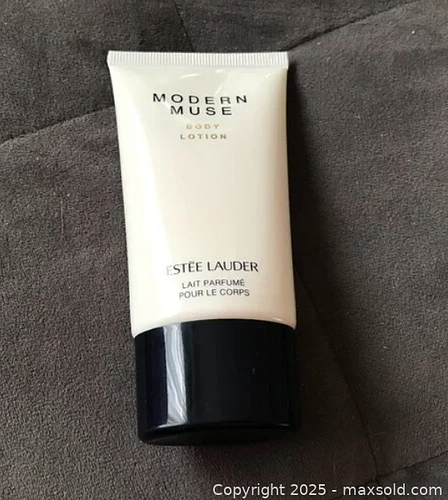 MODERN
MUSE
BODY
LOTION
ESTĒE LAUDER
LAIT PARFUMÉ
POUR LE CORPS
Copyright © 2025 - maxsold.com